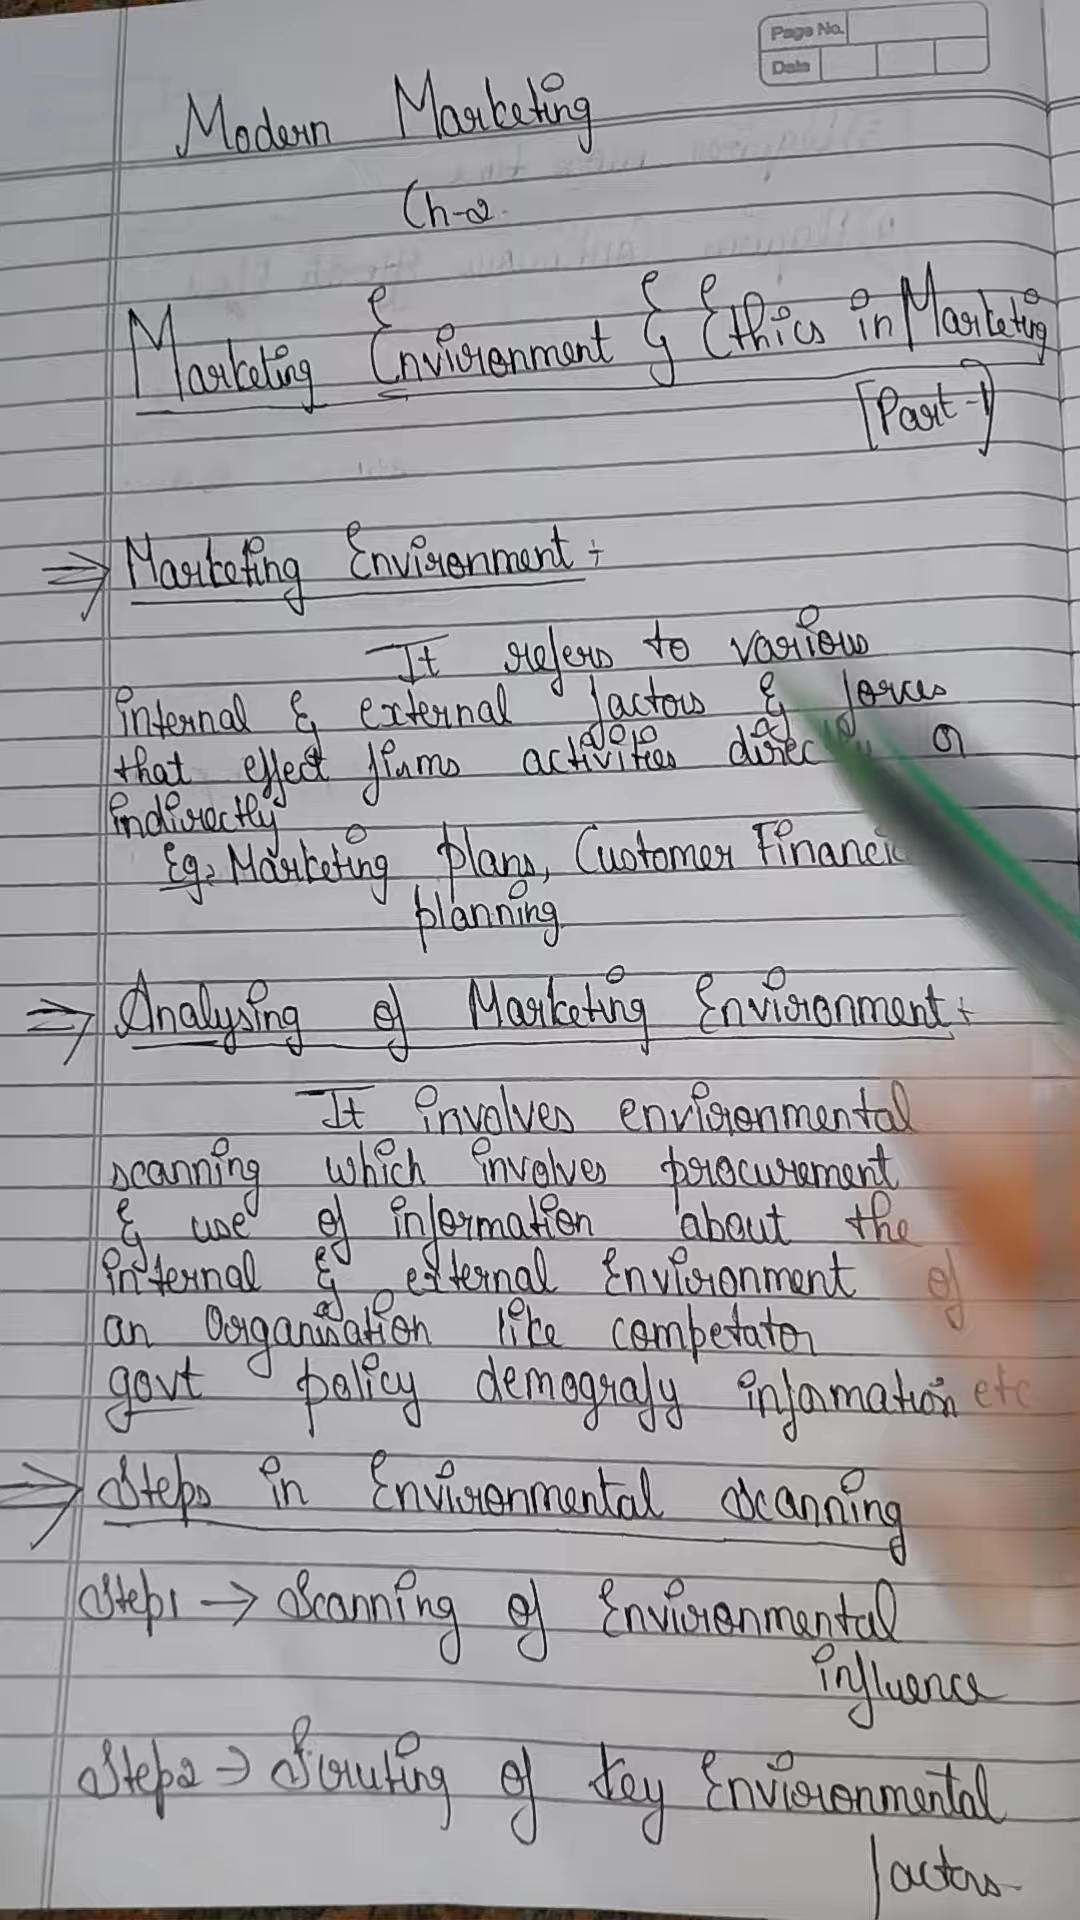 Page No.
Date
Modern Marketing
Ch-2.
Marketing Environment & Ethics in Marketing
[Part-1]
⇒ Marketing Environment ÷
It refers to various
internal & external factors & forces
that effect firms activities directly or
indirectly
Eg. Marketing plans, Customer Financial
planning
⇒ Analysing of Marketing Environment ÷
It involves environmental
scanning which involves procurement
& use of information about the
internal & external Environment of
an Organisation like competator
govt policy demografy information etc
⇒ Steps in Environmental Scanning
Step1 → Scanning of Environmental
influence
Step2 → Scruting of key Environmental
factors.